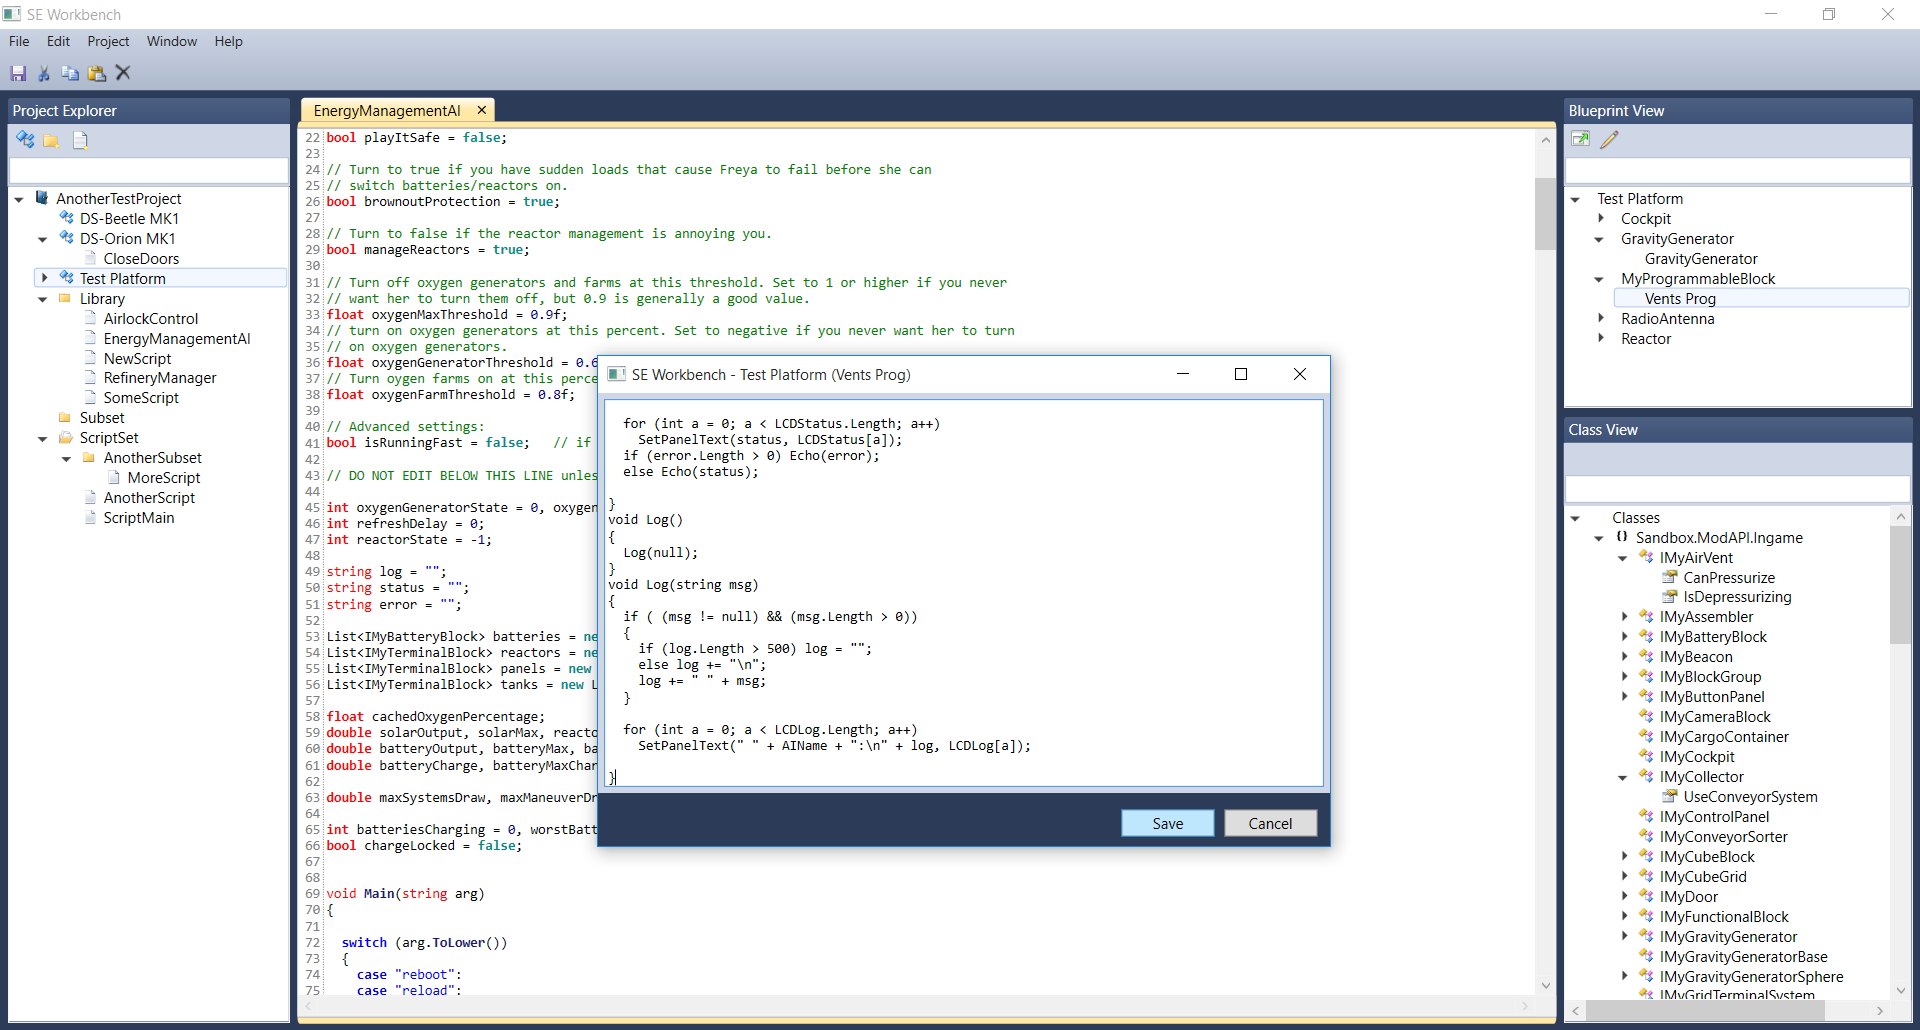 SE Workbench
File Edit Project Window Help
Project Explorer
AnotherTestProject
DS-Beetle MK1
DS-Orion MK1
CloseDoors
Test Platform
Library
AirlockControl
EnergyManagementAI
NewScript
RefineryManager
SomeScript
Subset
ScriptSet
AnotherSubset
MoreScript
AnotherScript
ScriptMain
EnergyManagementAI
22 bool playItSafe = false;
23
24 // Turn to true if you have sudden loads that cause Freya to fail before she can
25 // switch batteries/reactors on.
26 bool brownoutProtection = true;
27
28 // Turn to false if the reactor management is annoying you.
29 bool manageReactors = true;
30
31 // Turn off oxygen generators and farms at this threshold. Set to 1 or higher if you never
32 // want her to turn them off, but 0.9 is generally a good value.
33 float oxygenMaxThreshold = 0.9f;
34 // turn on oxygen generators at this percent. Set to negative if you never want her to turn
35 // on oxygen generators.
36 float oxygenGeneratorThreshold = 0.6
37 // Turn oygen farms on at this perce
38 float oxygenFarmThreshold = 0.8f;
39
40 // Advanced settings:
41 bool isRunningFast = false;   // if
42
43 // DO NOT EDIT BELOW THIS LINE unles
44
45 int oxygenGeneratorState = 0, oxygen
46 int refreshDelay = 0;
47 int reactorState = -1;
48
49 string log = "";
50 string status = "";
51 string error = "";
52
53 List<IMyBatteryBlock> batteries = ne
54 List<IMyTerminalBlock> reactors = ne
55 List<IMyTerminalBlock> panels = new
56 List<IMyTerminalBlock> tanks = new L
57
58 float cachedOxygenPercentage;
59 double solarOutput, solarMax, reacto
60 double batteryOutput, batteryMax, ba
61 double batteryCharge, batteryMaxChar
62
63 double maxSystemsDraw, maxManeuverDr
64
65 int batteriesCharging = 0, worstBatt
66 bool chargeLocked = false;
67
68
69 void Main(string arg)
70 {
71
72   switch (arg.ToLower())
73   {
74     case "reboot":
75     case "reload":
SE Workbench - Test Platform (Vents Prog)
for (int a = 0; a < LCDStatus.Length; a++)
SetPanelText(status, LCDStatus[a]);
if (error.Length > 0) Echo(error);
else Echo(status);
}
void Log()
{
Log(null);
}
void Log(string msg)
{
if ( (msg != null) && (msg.Length > 0))
{
if (log.Length > 500) log = "";
else log += "\n";
log += " " + msg;
}
for (int a = 0; a < LCDLog.Length; a++)
SetPanelText(" " + AIName + ":\n" + log, LCDLog[a]);
}
Save Cancel
Blueprint View
Test Platform
Cockpit
GravityGenerator
GravityGenerator
MyProgrammableBlock
Vents Prog
RadioAntenna
Reactor
Class View
Classes
() Sandbox.ModAPI.Ingame
IMyAirVent
CanPressurize
IsDepressurizing
IMyAssembler
IMyBatteryBlock
IMyBeacon
IMyBlockGroup
IMyButtonPanel
IMyCameraBlock
IMyCargoContainer
IMyCockpit
IMyCollector
UseConveyorSystem
IMyControlPanel
IMyConveyorSorter
IMyCubeBlock
IMyCubeGrid
IMyDoor
IMyFunctionalBlock
IMyGravityGenerator
IMyGravityGeneratorBase
IMyGravityGeneratorSphere
IMyGridTerminalSystem